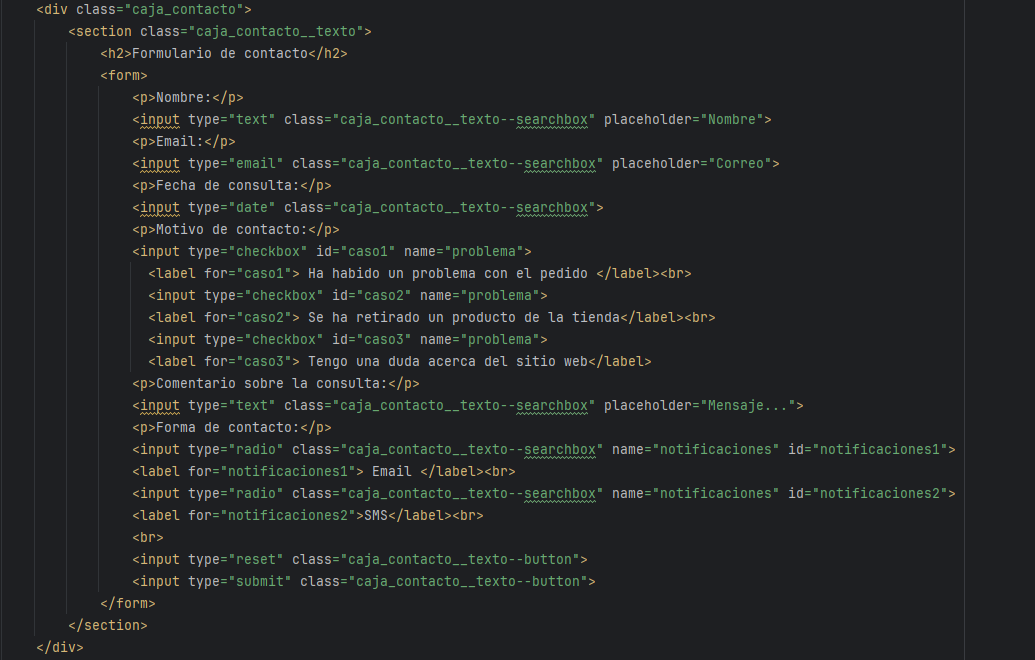 <div class="caja_contacto">
<section class="caja_contacto__texto">
<h2>Formulario de contacto</h2>
<form>
<p>Nombre:</p>
<input type="text" class="caja_contacto__texto--searchbox" placeholder="Nombre">
<p>Email:</p>
<input type="email" class="caja_contacto__texto--searchbox" placeholder="Correo">
<p>Fecha de consulta:</p>
<input type="date" class="caja_contacto__texto--searchbox">
<p>Motivo de contacto:</p>
<input type="checkbox" id="caso1" name="problema">
<label for="caso1"> Ha habido un problema con el pedido </label><br>
<input type="checkbox" id="caso2" name="problema">
<label for="caso2"> Se ha retirado un producto de la tienda</label><br>
<input type="checkbox" id="caso3" name="problema">
<label for="caso3"> Tengo una duda acerca del sitio web</label>
<p>Comentario sobre la consulta:</p>
<input type="text" class="caja_contacto__texto--searchbox" placeholder="Mensaje...">
<p>Forma de contacto:</p>
<input type="radio" class="caja_contacto__texto--searchbox" name="notificaciones" id="notificaciones1">
<label for="notificaciones1"> Email </label><br>
<input type="radio" class="caja_contacto__texto--searchbox" name="notificaciones" id="notificaciones2">
<label for="notificaciones2">SMS</label><br>
<br>
<input type="reset" class="caja_contacto__texto--button">
<input type="submit" class="caja_contacto__texto--button">
</form>
</section>
</div>